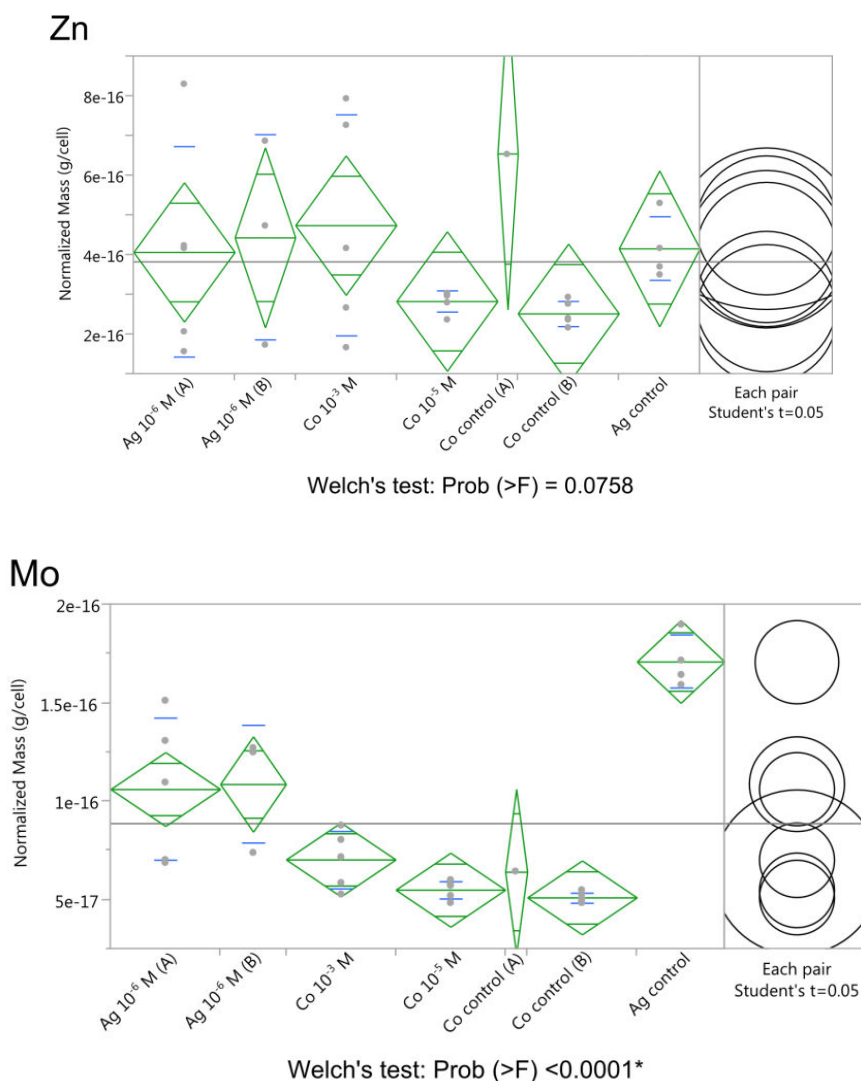 Zn
Normalized Mass (g/cell)
8e-16
6e-16
4e-16
2e-16
Ag 10⁻⁶ M (A)
Ag 10⁻⁶ M (B)
Co 10⁻³ M
Co 10⁻⁵ M
Co control (A)
Co control (B)
Ag control
Each pair
Student's t=0.05
Welch's test: Prob (>F) = 0.0758
Mo
Normalized Mass (g/cell)
2e-16
1.5e-16
1e-16
5e-17
Ag 10⁻⁶ M (A)
Ag 10⁻⁶ M (B)
Co 10⁻³ M
Co 10⁻⁵ M
Co control (A)
Co control (B)
Ag control
Each pair
Student's t=0.05
Welch's test: Prob (>F) <0.0001*